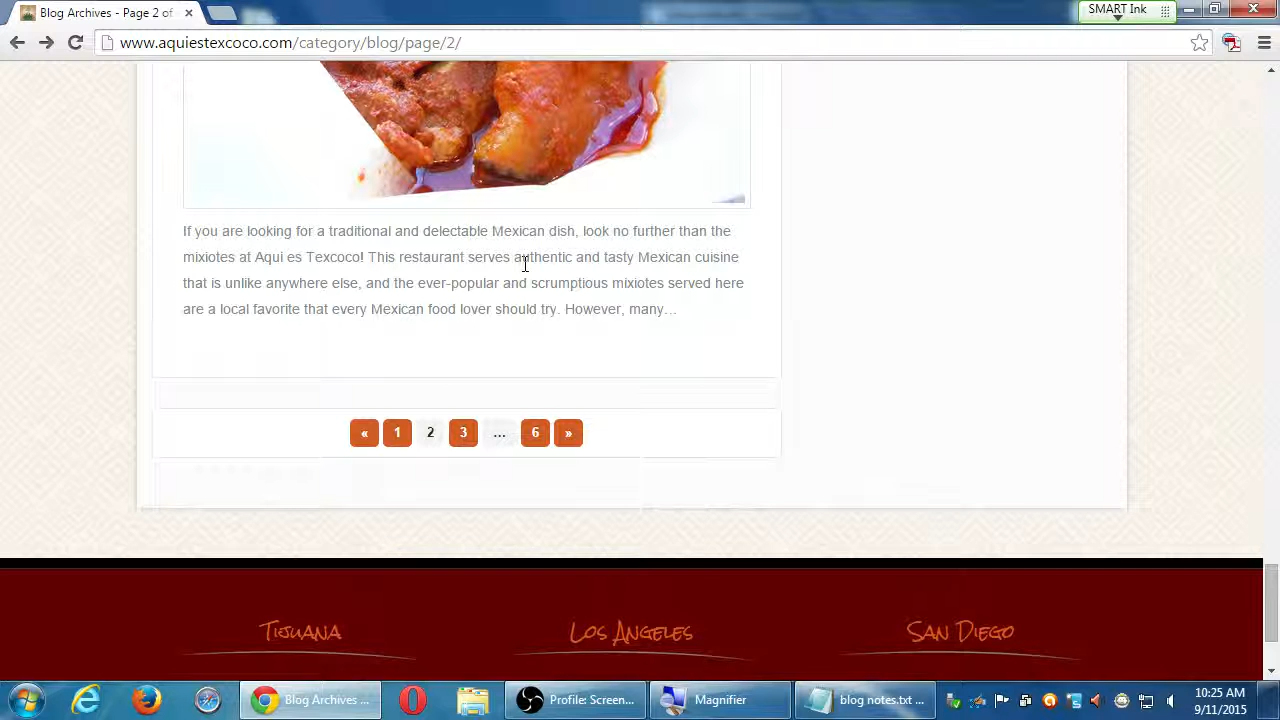 Blog Archives - Page 2 of
SMART Ink
www.aquiestexcoco.com/category/blog/page/2/
If you are looking for a traditional and delectable Mexican dish, look no further than the
mixiotes at Aqui es Texcoco! This restaurant serves authentic and tasty Mexican cuisine
that is unlike anywhere else, and the ever-popular and scrumptious mixiotes served here
are a local favorite that every Mexican food lover should try. However, many…
« 1 2 3 … 6 »
Tijuana
Los Angeles
San Diego
Blog Archives ...
Profile: Screen...
Magnifier
blog notes.txt ...
10:25 AM
9/11/2015